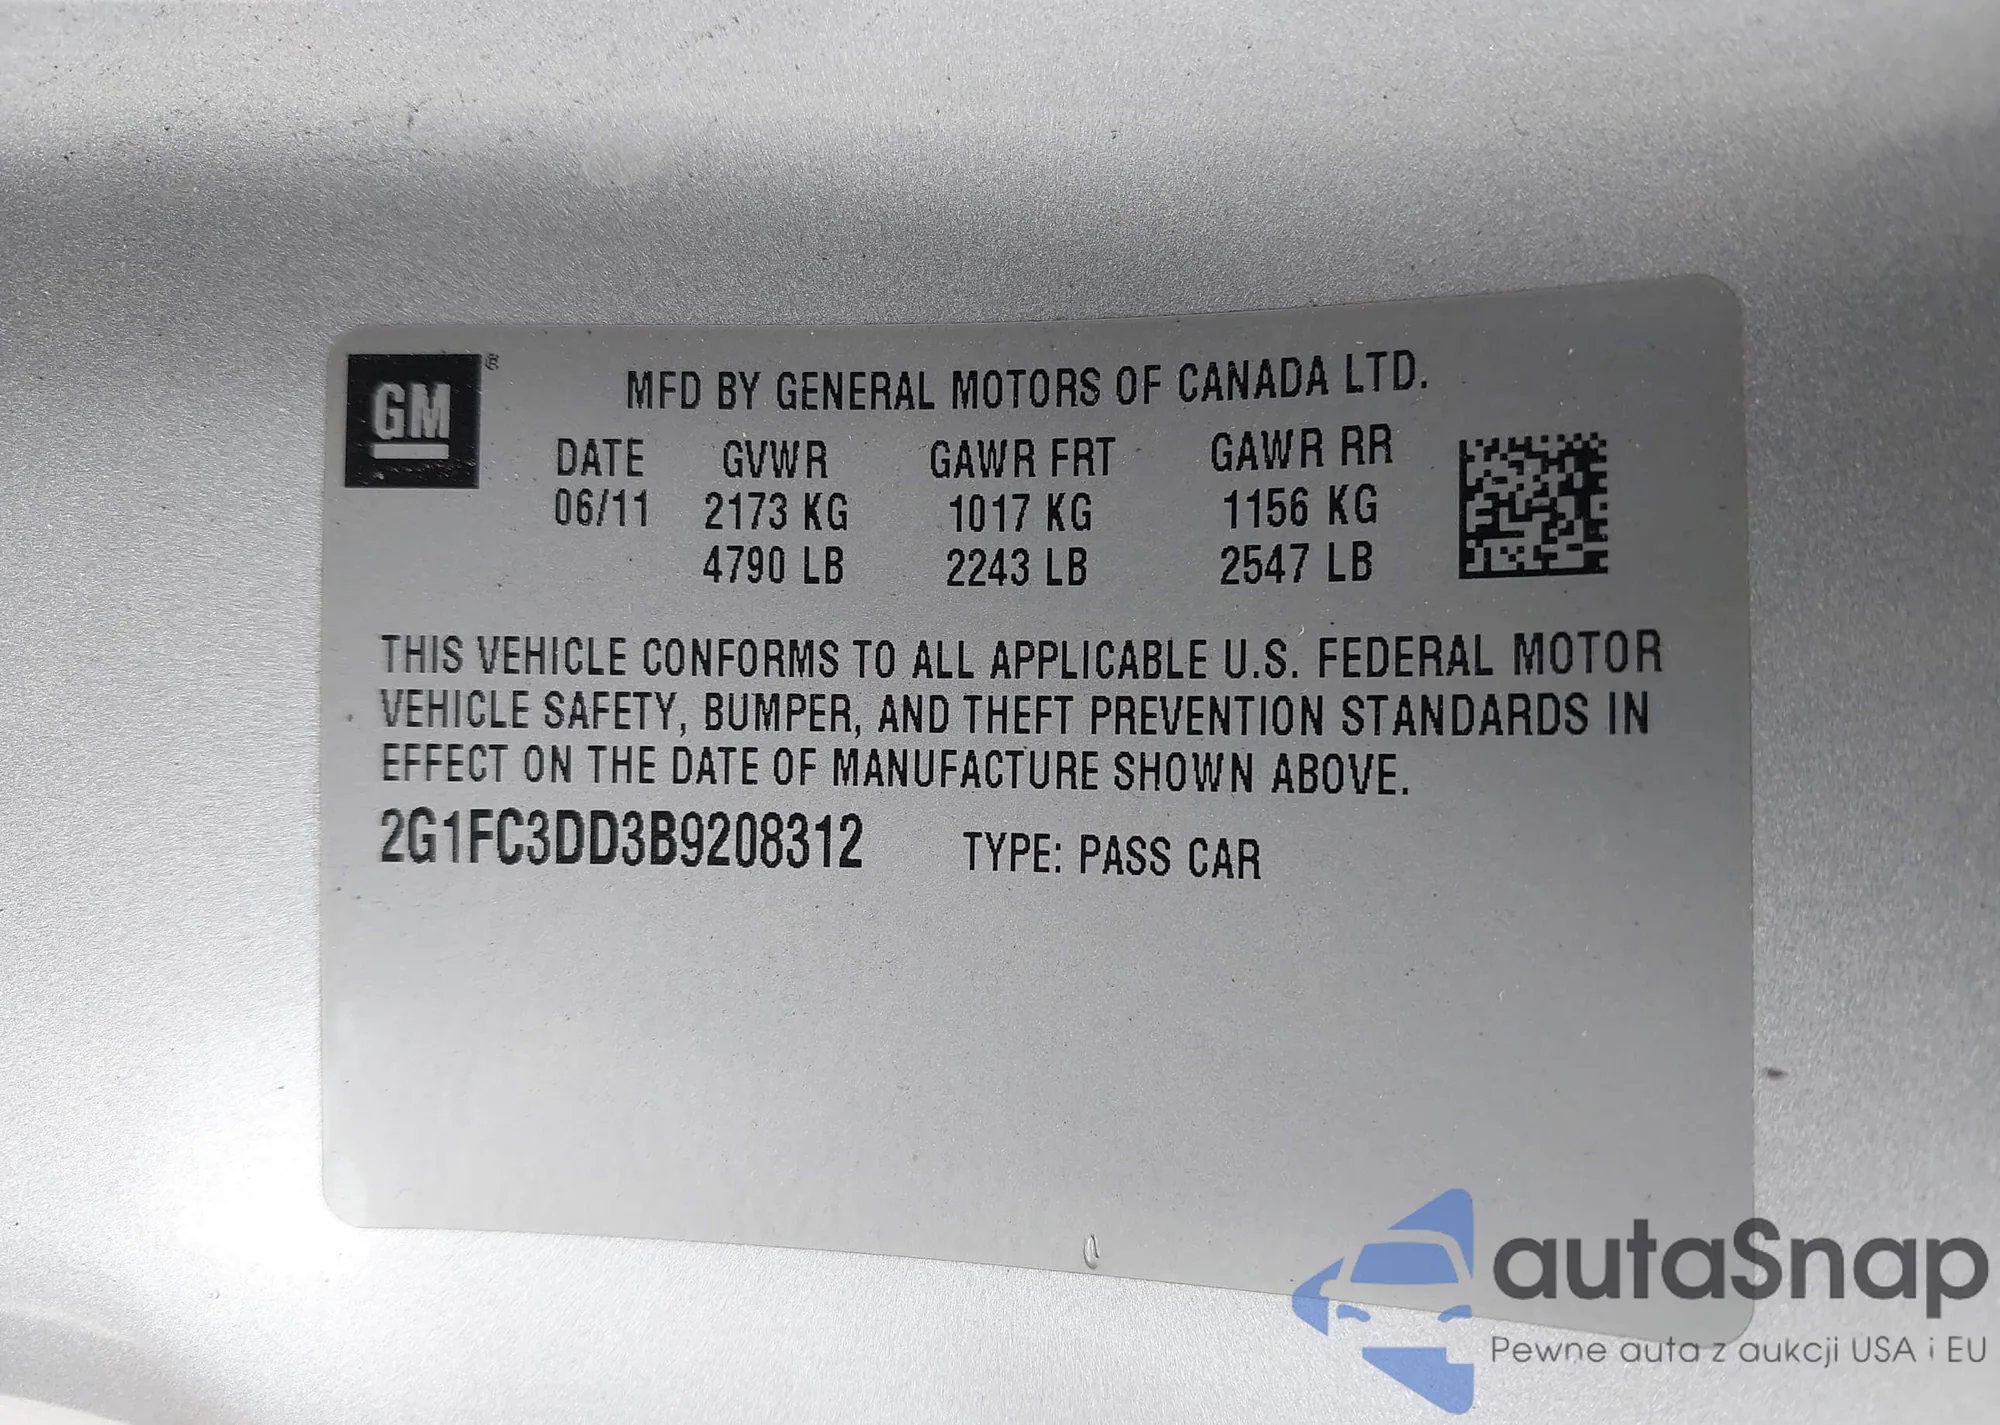 GM ®
MFD BY GENERAL MOTORS OF CANADA LTD.
DATE GVWR GAWR FRT GAWR RR
06/11 2173 KG 1017 KG 1156 KG
4790 LB 2243 LB 2547 LB
THIS VEHICLE CONFORMS TO ALL APPLICABLE U.S. FEDERAL MOTOR
VEHICLE SAFETY, BUMPER, AND THEFT PREVENTION STANDARDS IN
EFFECT ON THE DATE OF MANUFACTURE SHOWN ABOVE.
2G1FC3DD3B9208312 TYPE: PASS CAR
autaSnap
Pewne auta z aukcji USA i EU